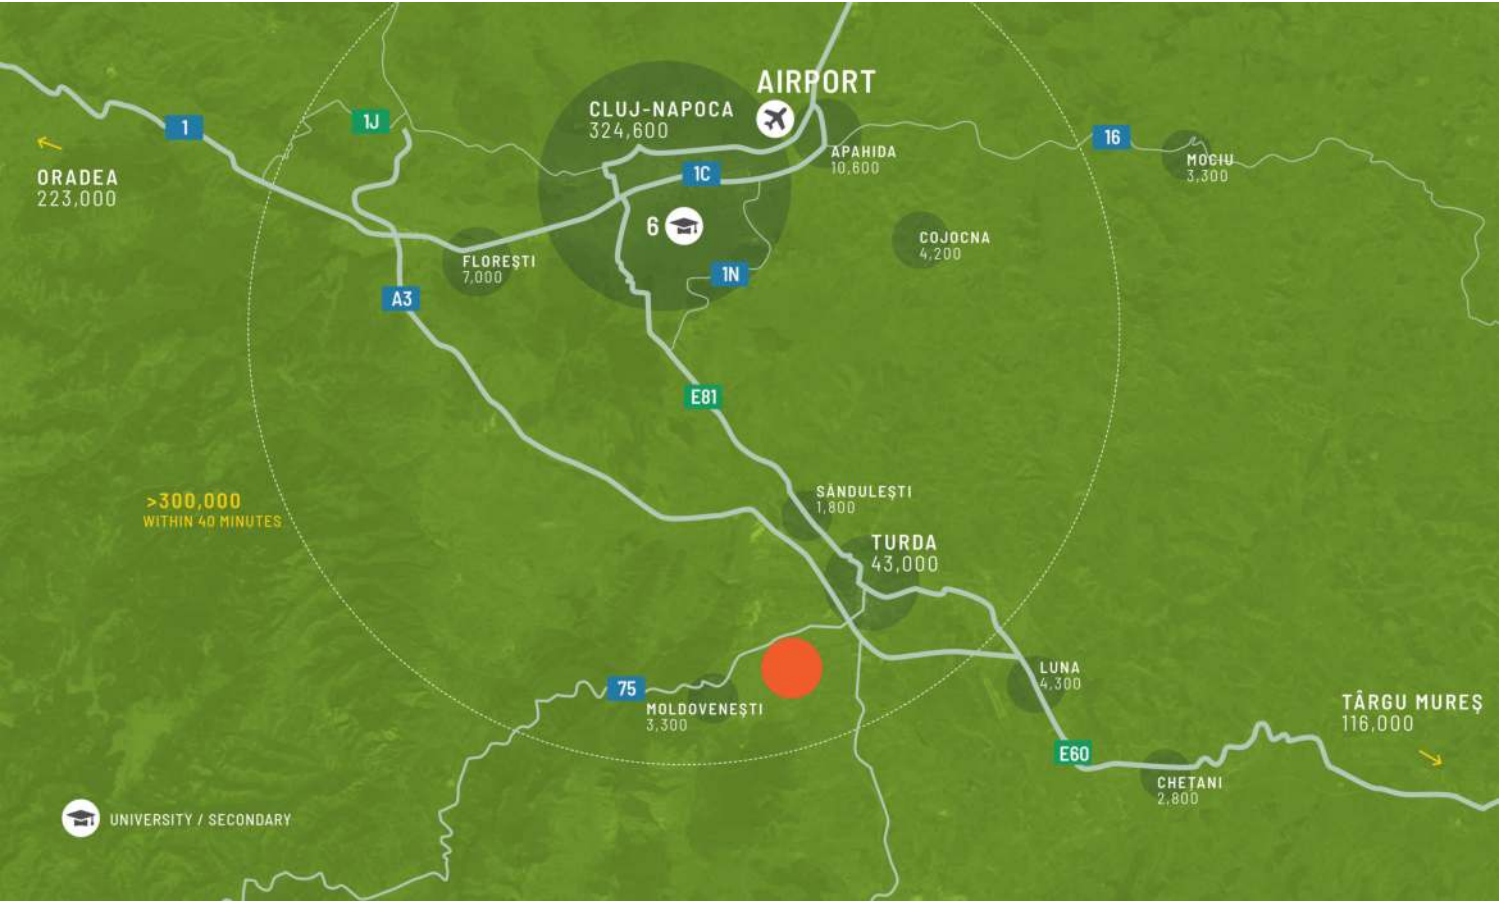 AIRPORT
CLUJ-NAPOCA
324,600
1
1J
16
ORADEA
223,000
1C
APAHIDA
10,600
MOCIU
3,300
6
COJOCNA
4,200
FLOREȘTI
7,000
1N
A3
E81
>300,000
WITHIN 40 MINUTES
SĂNDULEȘTI
1,800
TURDA
43,000
75
MOLDOVENEȘTI
3,300
LUNA
4,300
TÂRGU MUREȘ
116,000
E60
CHEȚANI
2,800
UNIVERSITY / SECONDARY